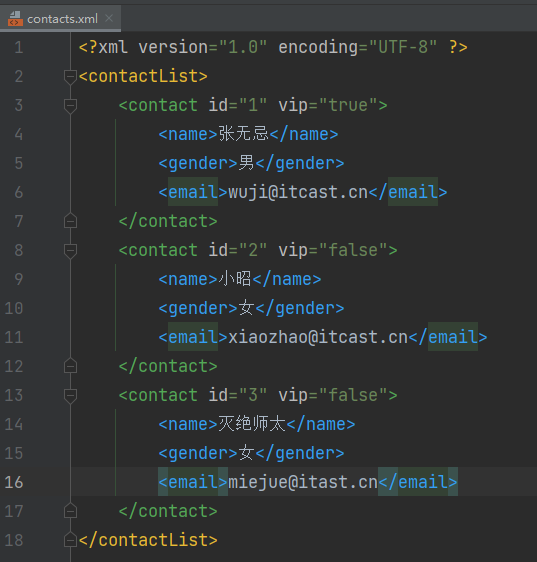 contacts.xml
1 <?xml version="1.0" encoding="UTF-8" ?>
2 <contactList>
3 <contact id="1" vip="true">
4 <name>张无忌</name>
5 <gender>男</gender>
6 <email>wuji@itcast.cn</email>
7 </contact>
8 <contact id="2" vip="false">
9 <name>小昭</name>
10 <gender>女</gender>
11 <email>xiaozhao@itcast.cn</email>
12 </contact>
13 <contact id="3" vip="false">
14 <name>灭绝师太</name>
15 <gender>女</gender>
16 <email>miejue@itast.cn</email>
17 </contact>
18 </contactList>